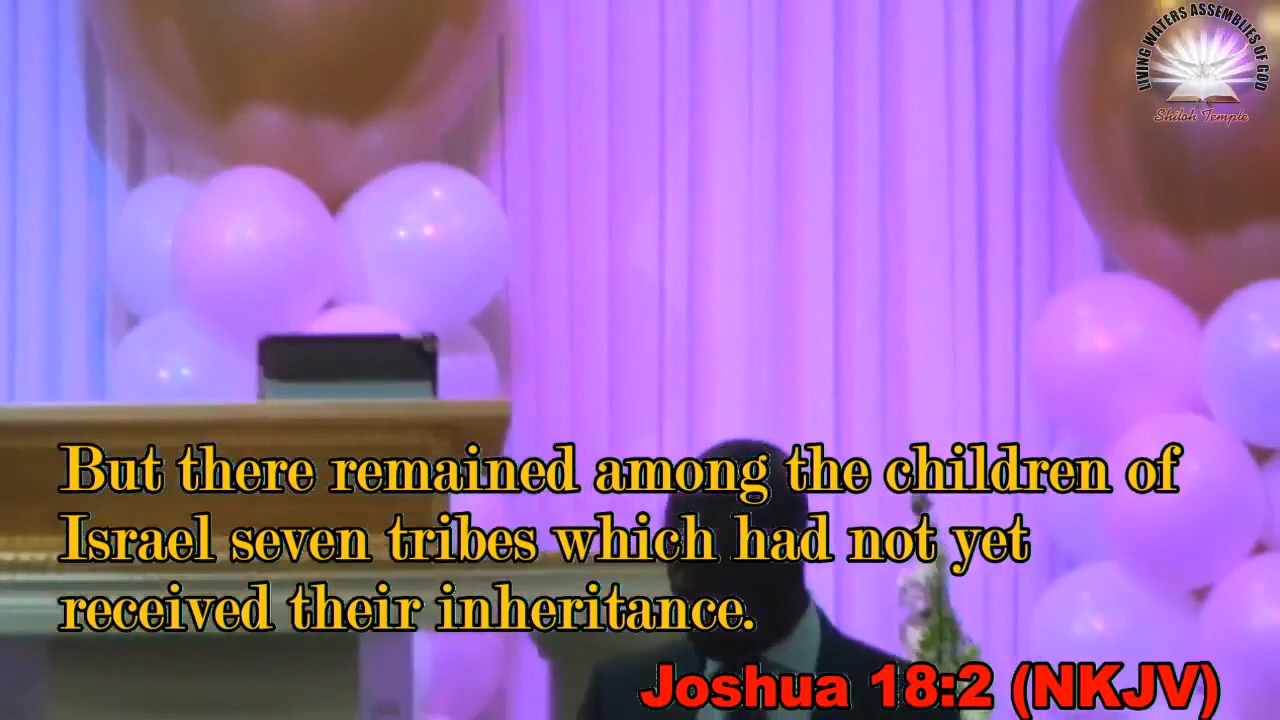 LIVING WATERS ASSEMBLIES OF GOD
Shiloh Temple
But there remained among the children of
Israel seven tribes which had not yet
received their inheritance.
Joshua 18:2 (NKJV)